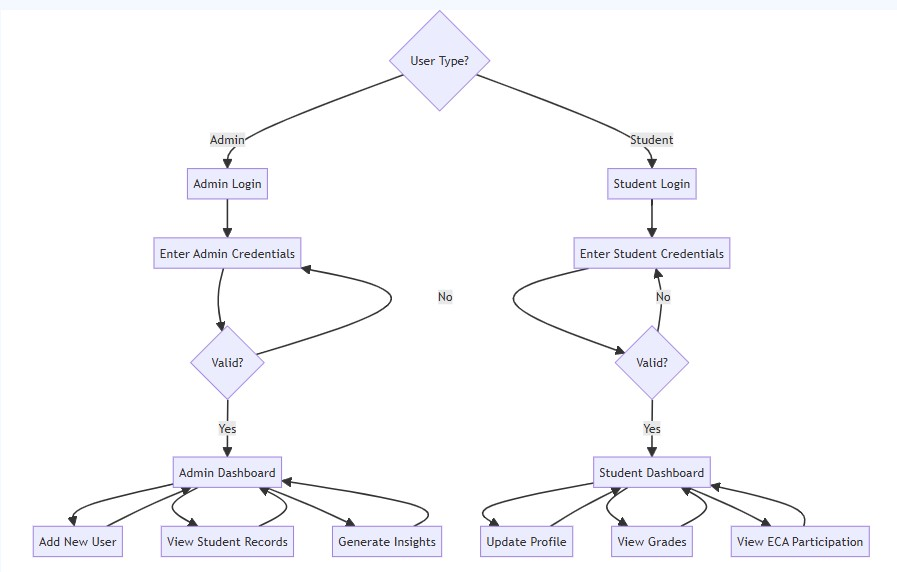 User Type?
Admin
Student
Admin Login
Student Login
Enter Admin Credentials
Enter Student Credentials
No
No
Valid?
Valid?
Yes
Yes
Admin Dashboard
Student Dashboard
Add New User
View Student Records
Generate Insights
Update Profile
View Grades
View ECA Participation